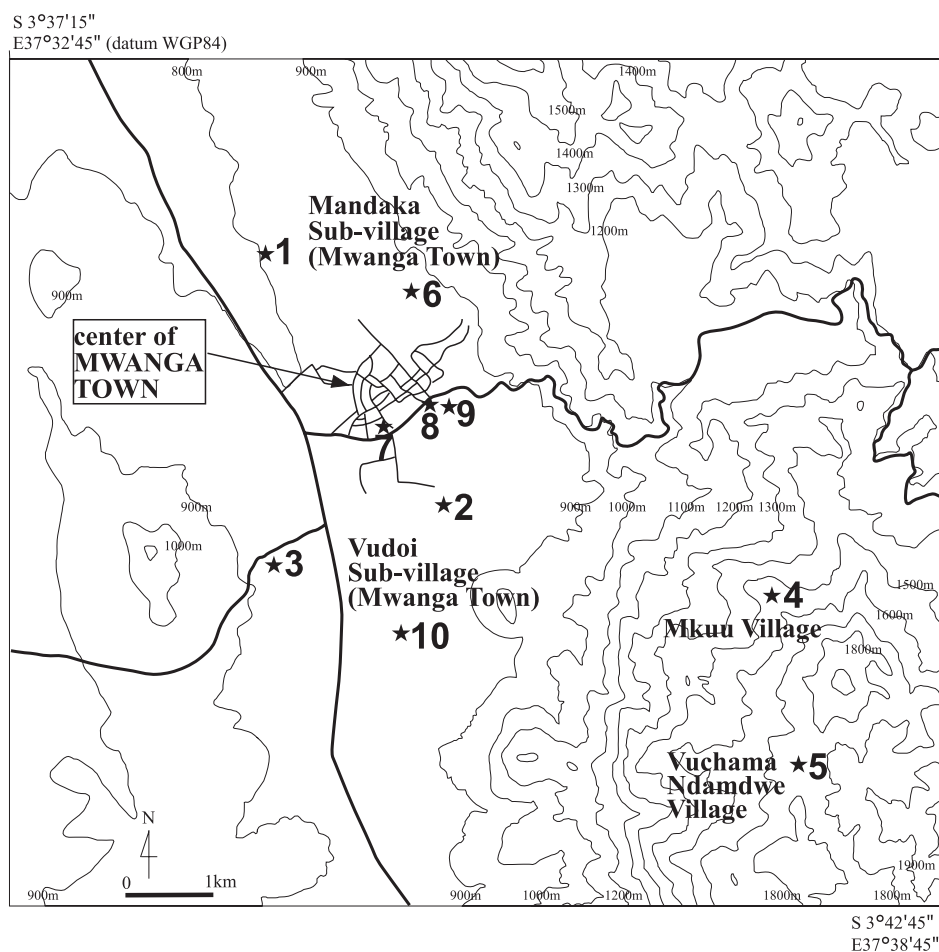 S 3°37'15"
E37°32'45" (datum WGP84)
800m
900m
1400m
1500m
1400m
1300m
1200m
Mandaka
Sub-village
(Mwanga Town)
1
6
900m
center of
MWANGA
TOWN
8
9
7
900m
2
900m
1000m
1100m
1200m
1300m
1000m
3
Vudoi
Sub-village
(Mwanga Town)
10
4
Mkuu Village
1500m
1600m
1800m
Vuchama
Ndamdwe
Village
5
N
0
1km
1900m
900m
900m
1000m
1200m
1800m
1800m
S 3°42'45"
E37°38'45"